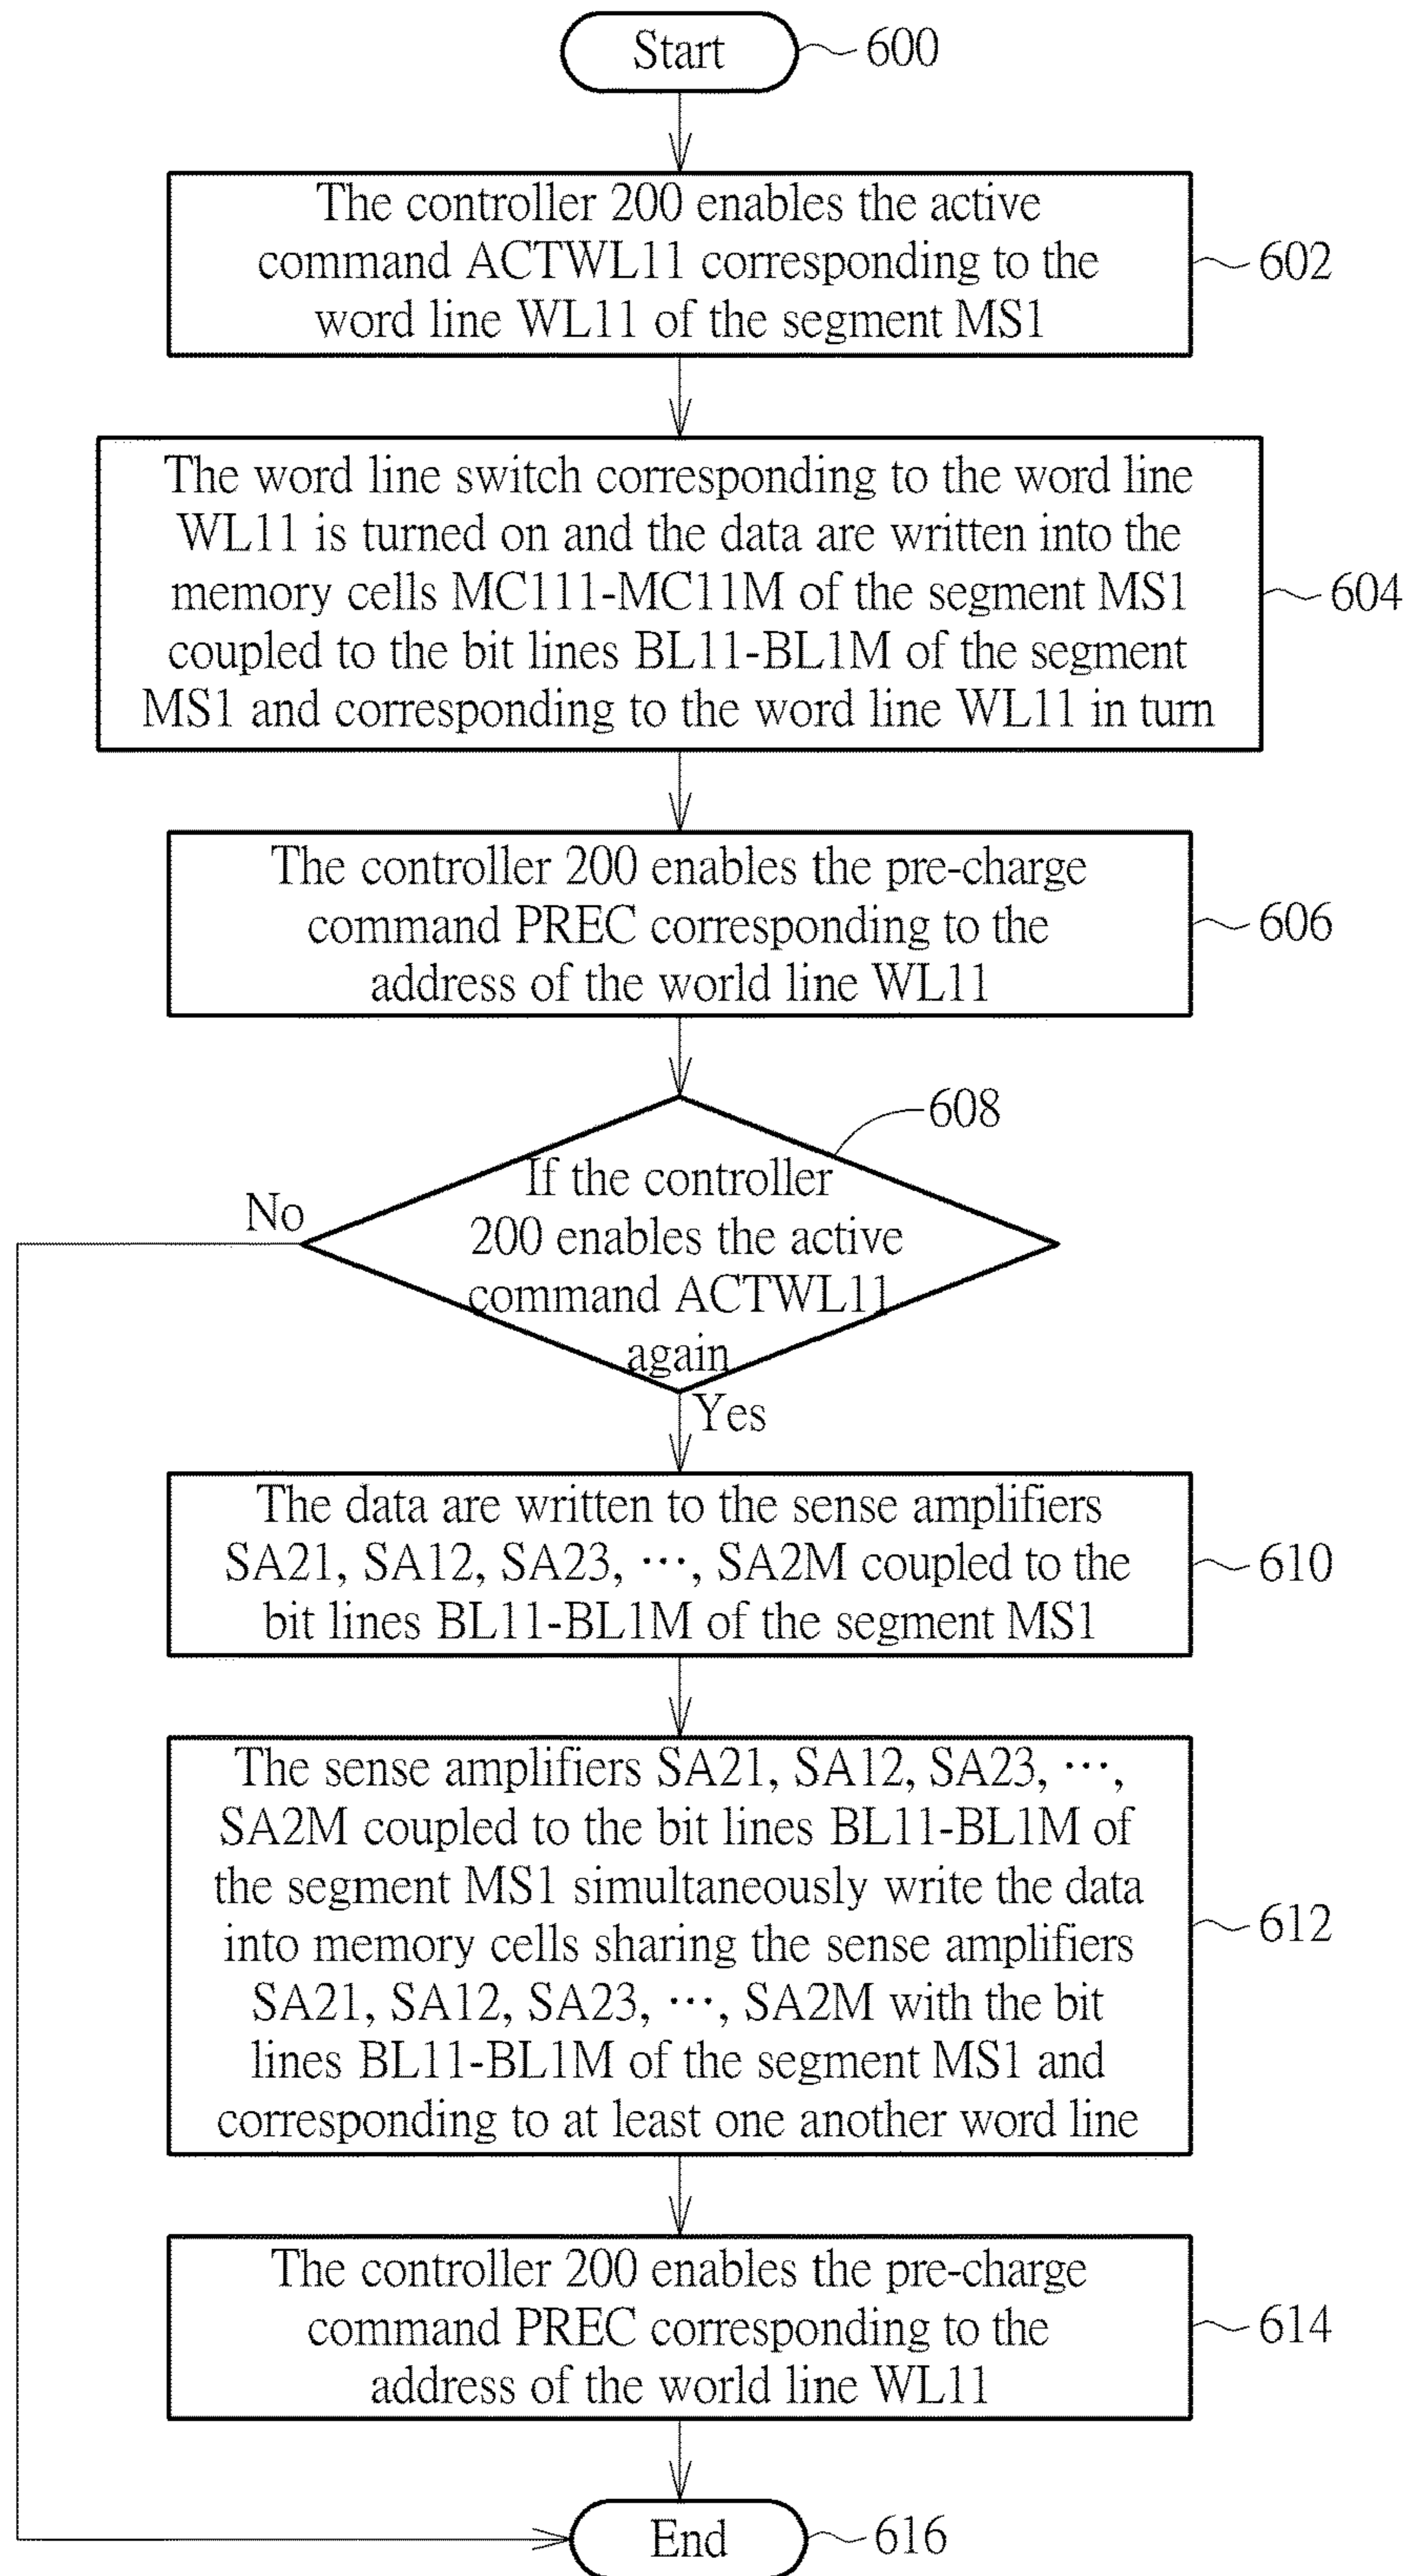 Start
600
The controller 200 enables the active
command ACTWL11 corresponding to the
word line WL11 of the segment MS1
602
The word line switch corresponding to the word line
WL11 is turned on and the data are written into the
memory cells MC111-MC11M of the segment MS1
coupled to the bit lines BL11-BL1M of the segment
MS1 and corresponding to the word line WL11 in turn
604
The controller 200 enables the pre-charge
command PREC corresponding to the
address of the world line WL11
606
608
If the controller
200 enables the active
command ACTWL11
again
No
Yes
The data are written to the sense amplifiers
SA21, SA12, SA23, ⋯, SA2M coupled to the
bit lines BL11-BL1M of the segment MS1
610
The sense amplifiers SA21, SA12, SA23, ⋯,
SA2M coupled to the bit lines BL11-BL1M of
the segment MS1 simultaneously write the data
into memory cells sharing the sense amplifiers
SA21, SA12, SA23, ⋯, SA2M with the bit
lines BL11-BL1M of the segment MS1 and
corresponding to at least one another word line
612
The controller 200 enables the pre-charge
command PREC corresponding to the
address of the world line WL11
614
End
616